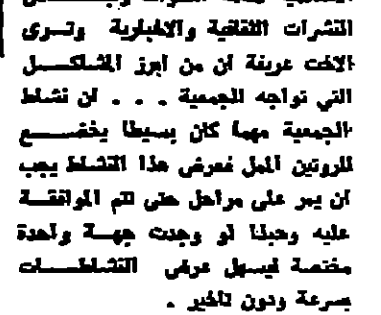 النشرات الثقافية والاخبارية وتسرى
الاخت عريفة ان من ابرز المشاكل
التي تواجه الجمعية . . . ان نشاط
الجمعية مهما كان بسيطا يخضع
للروتين الممل فعرض هذا النشاط يجب
ان يمر على مراحل حتى تتم الموافقة
عليه وحبذا لو وجدت جهة واحدة
مختصة ليسهل عرض النشاطات
بسرعة ودون تاخير .